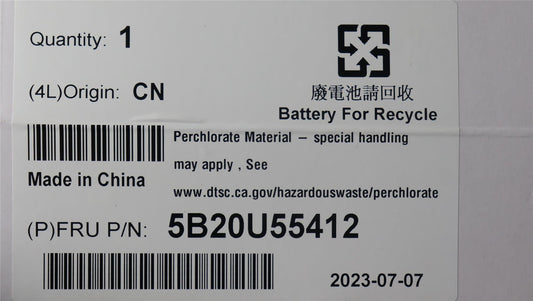 Quantity: 1
(4L)Origin: CN
廢電池請回收
Battery For Recycle
Perchlorate Material – special handling
may apply , See
www.dtsc.ca.gov/hazardouswaste/perchlorate
Made in China
(P)FRU P/N: 5B20U55412
2023-07-07